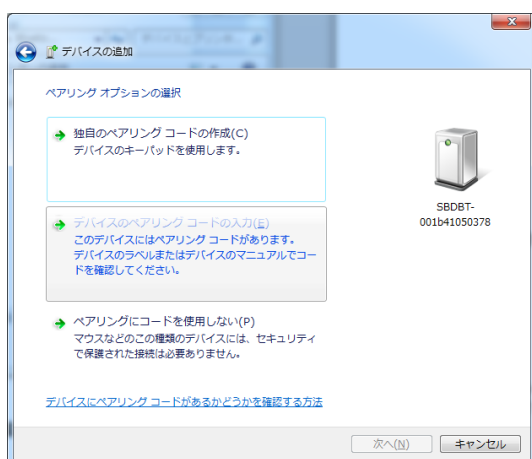 デバイスの追加
ペアリング オプションの選択
独自のペアリング コードの作成(C)
デバイスのキーパッドを使用します。
デバイスのペアリング コードの入力(E)
このデバイスにはペアリング コードがあります。
デバイスのラベルまたはデバイスのマニュアルでコー
ドを確認してください。
ペアリングにコードを使用しない(P)
マウスなどのこの種類のデバイスには、セキュリティ
で保護された接続は必要ありません。
デバイスにペアリング コードがあるかどうかを確認する方法
SBDBT-
001b41050378
次へ(N)
キャンセル